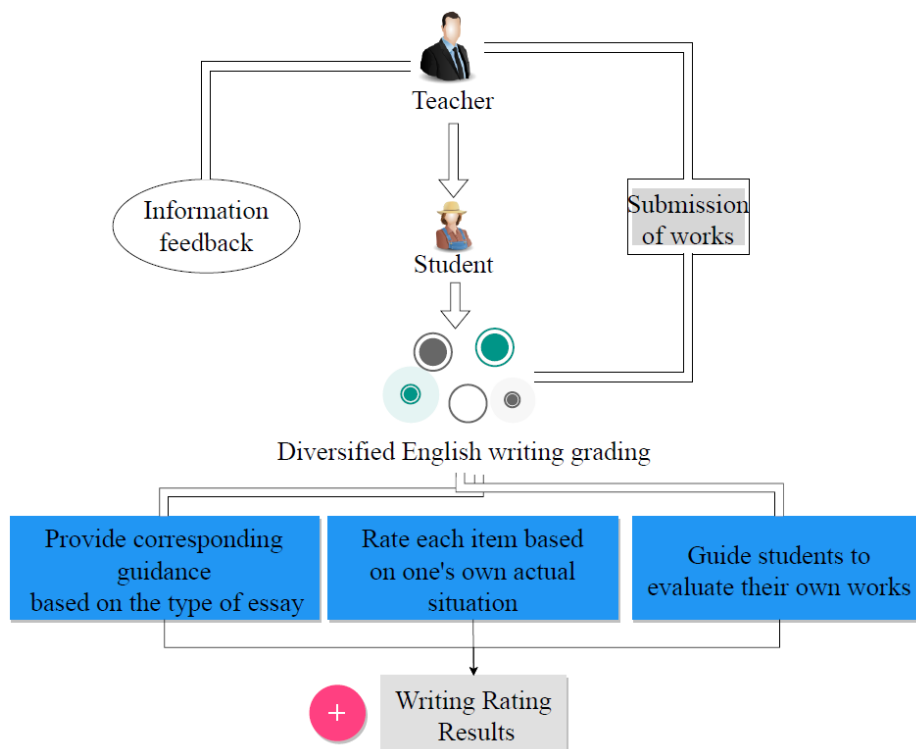 Teacher
Information
feedback
Submission
of works
Student
Diversified English writing grading
Provide corresponding
guidance
based on the type of essay
Rate each item based
on one's own actual
situation
Guide students to
evaluate their own works
Writing Rating
Results